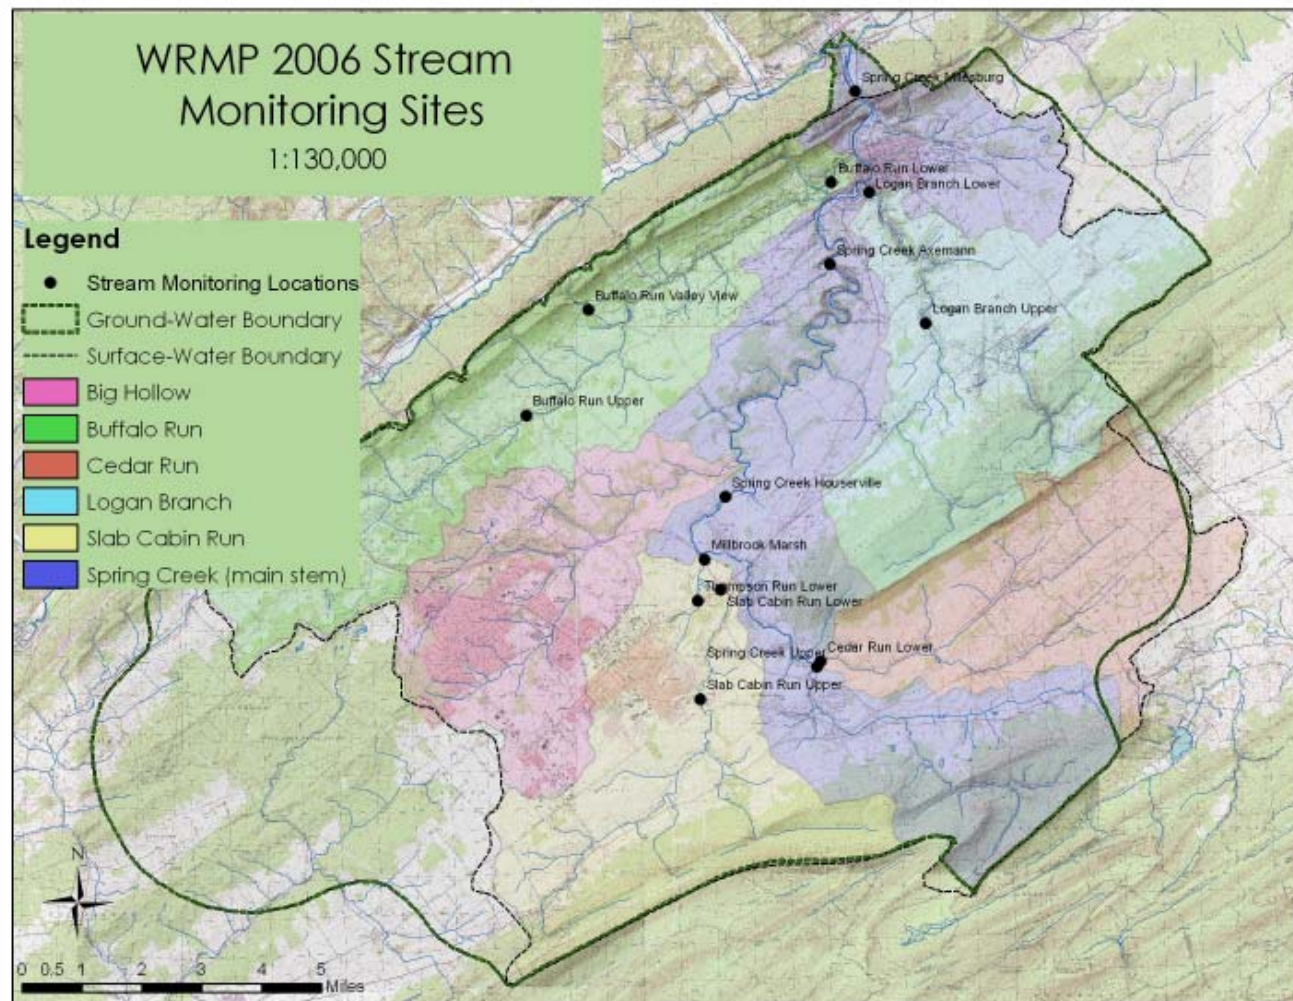 WRMP 2006 Stream
Monitoring Sites
1:130,000
Legend
Stream Monitoring Locations
Ground-Water Boundary
Surface-Water Boundary
Big Hollow
Buffalo Run
Cedar Run
Logan Branch
Slab Cabin Run
Spring Creek (main stem)
Spring Creek Milesburg
Buffalo Run Lower
Logan Branch Lower
Spring Creek Axemann
Buffalo Run Valley View
Logan Branch Upper
Buffalo Run Upper
Spring Creek Houserville
Millbrook Marsh
Thompson Run Lower
Slab Cabin Run Lower
Spring Creek Upper
Cedar Run Lower
Slab Cabin Run Upper
N
0 0.5 1 2 3 4 5
Miles